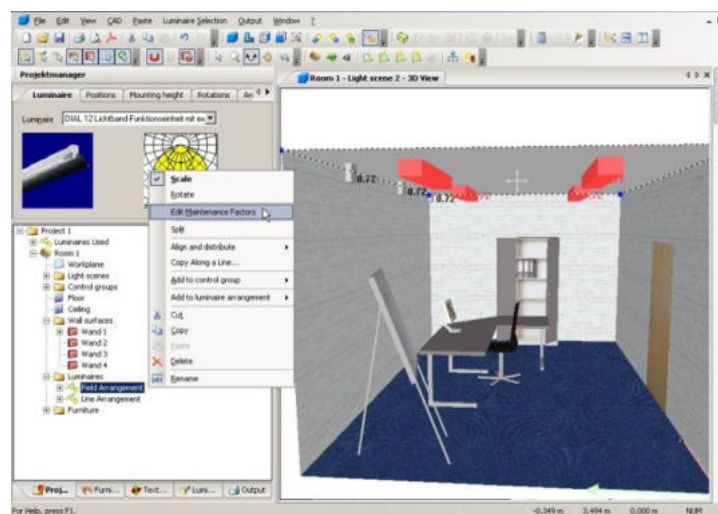 File Edit View CAD Paste Luminaire Selection Output Window ?
Projektmanager
Luminaire Positions Mounting height Rotations
Luminaire DIAL 12 Lichtband-Funktionseinheit mit
Room 1 - Light scene 2 - 3D View
Scale
Rotate
Edit Maintenance Factors
Split
Align and distribute
Copy Along a Line...
Add to control group
Add to luminaire arrangement
Cut
Copy
Paste
Delete
Rename
Project 1
Luminaires Used
Room 1
Workplane
Light scenes
Control groups
Floor
Ceiling
Wall surfaces
Wand 1
Wand 2
Wand 3
Wand 4
Luminaires
Field Arrangement
Line Arrangement
Furniture
0.72
0.72
0.72
Proj... Furni... Text... Lumi... Output
For Help, press F1.
-0.349 m 3.494 m 0.000 m NUM